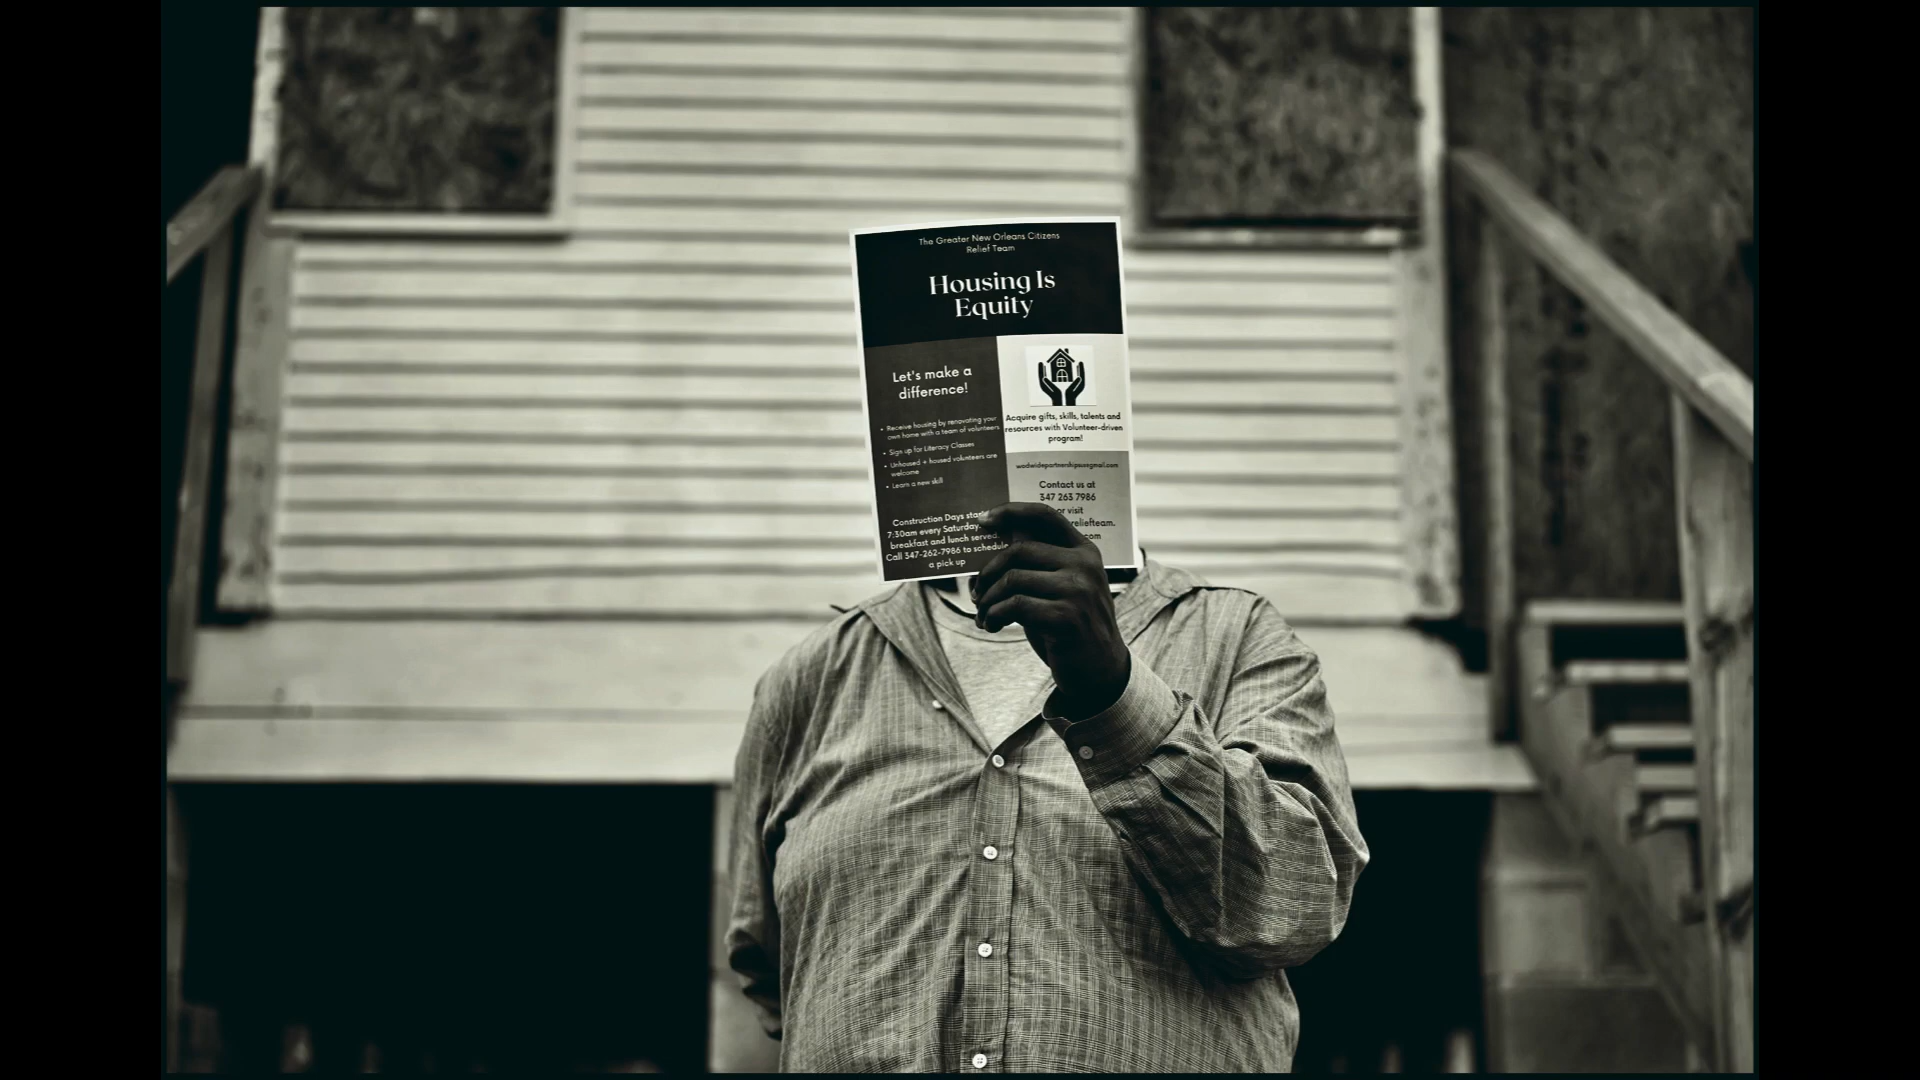 The Greater New Orleans Citizens
Relief Team
Housing Is
Equity
Let's make a
difference!
• Receive housing by renovating your
own home with a team of volunteers
• Sign up for Literacy Classes
• Unhoused + housed volunteers are
welcome
• Learn a new skill
Construction Days
7:30am every Saturday
breakfast and lunch served.
Call 347-262-7986 to schedule
a pick up
Acquire gifts, skills, talents and
resources with Volunteer-driven
program!
Contact us at
347 263 7986
or visit
reliefteam.
com